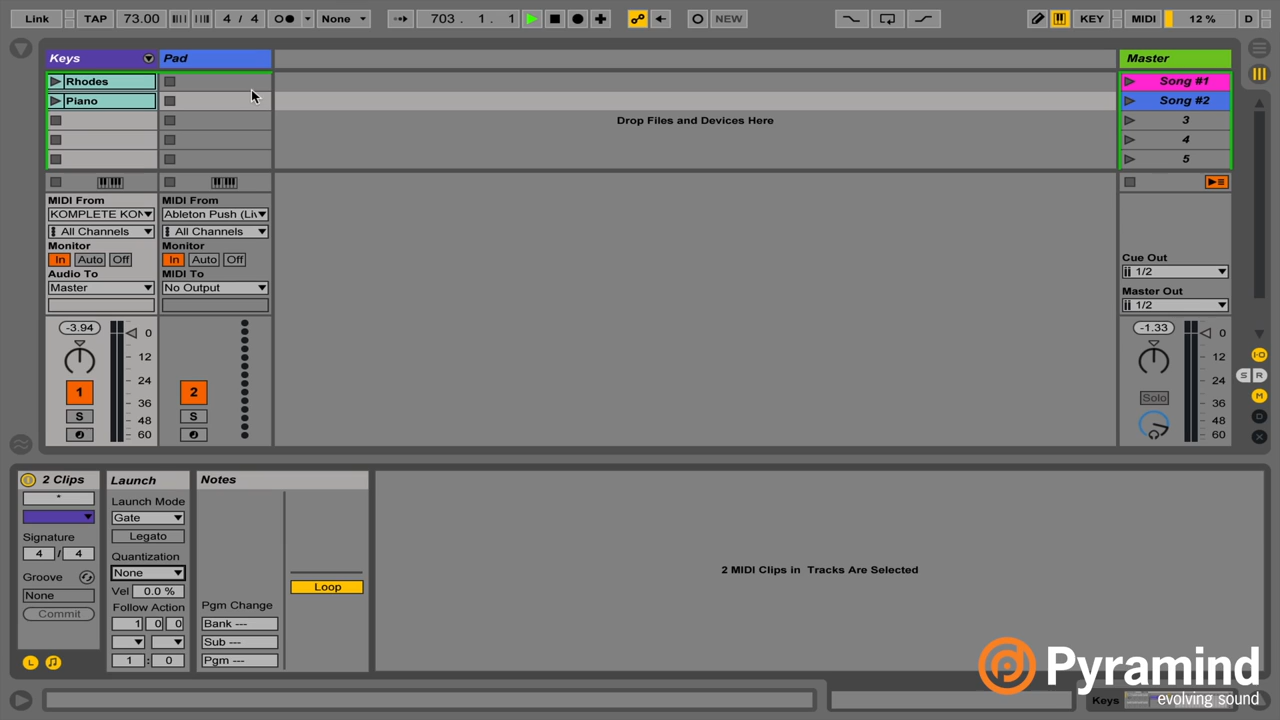 Link TAP 73.00 4 / 4 None 703. 1. 1 NEW KEY MIDI 12 % D
Keys Pad Master
Rhodes Song #1
Piano Song #2
Drop Files and Devices Here 3
4
5
MIDI From MIDI From
KOMPLETE KON Ableton Push (Liv
All Channels All Channels
Monitor Monitor
In Auto Off In Auto Off Cue Out
Audio To MIDI To 1/2
Master No Output Master Out
1/2
-3.94 0 -1.33 0
12 12
24 24
1 2 36 Solo 36
S S 48 48
60 60
I-O
S R
M
D
X
2 Clips Launch Notes
*
Launch Mode
Gate
Signature Legato
4 / 4 Quantization
None 2 MIDI Clips in Tracks Are Selected
Groove Vel 0.0 % Loop
None Follow Action Pgm Change
Commit 1 0 0 Bank ---
Sub ---
L 1 : 0 Pgm ---
Pyramind
evolving sound
Keys